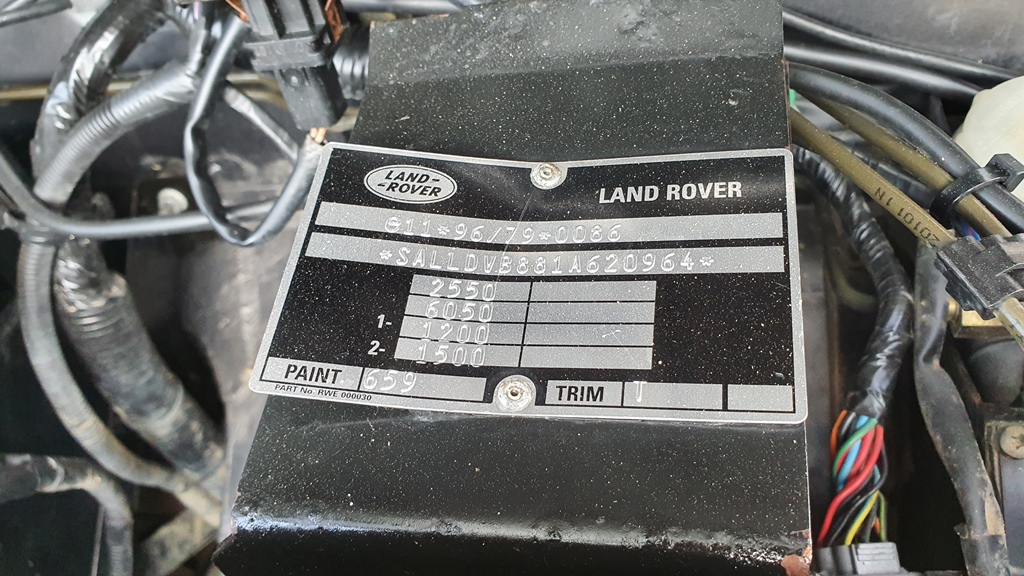 LAND-
-ROVER
LAND ROVER
e11*96/79*0086
*SALLDVB881A620964*
2550
6050
1- 1200
2- 1500
PAINT 659
TRIM T
PART No. RWE 000030